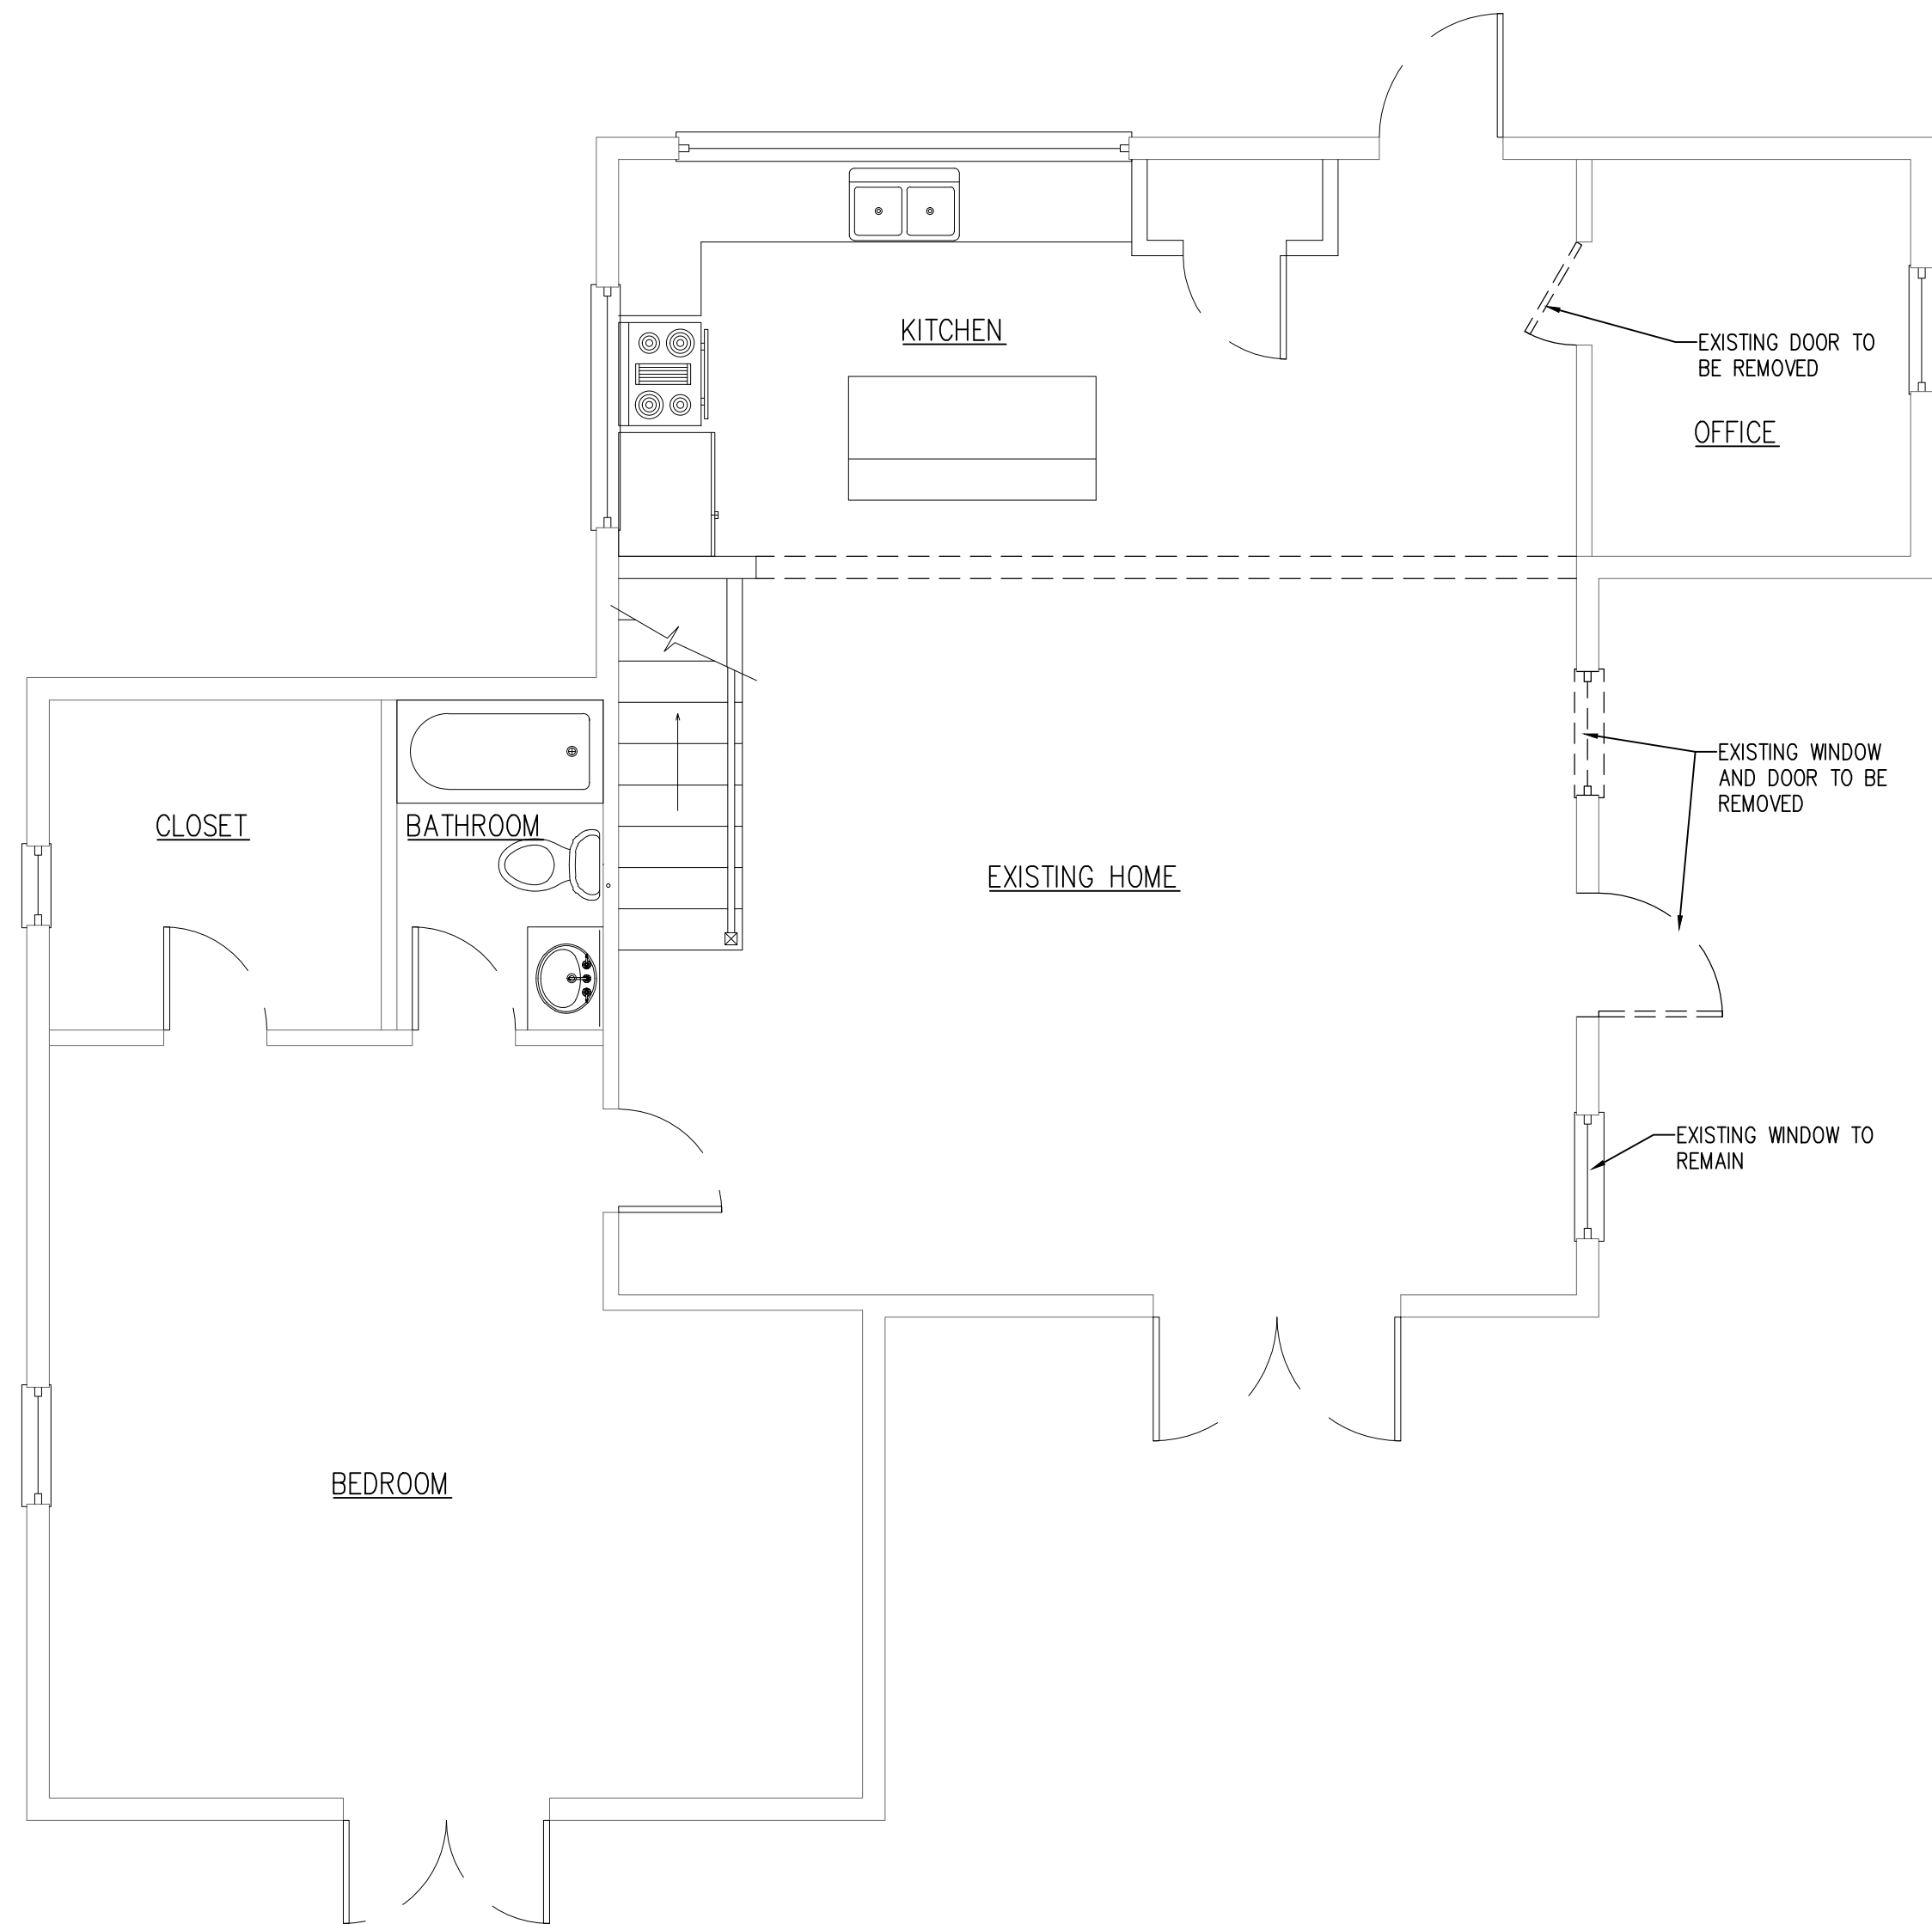 KITCHEN
EXISTING DOOR TO
BE REMOVED
OFFICE
EXISTING WINDOW
AND DOOR TO BE
REMOVED
CLOSET
BATHROOM
EXISTING HOME
EXISTING WINDOW TO
REMAIN
BEDROOM